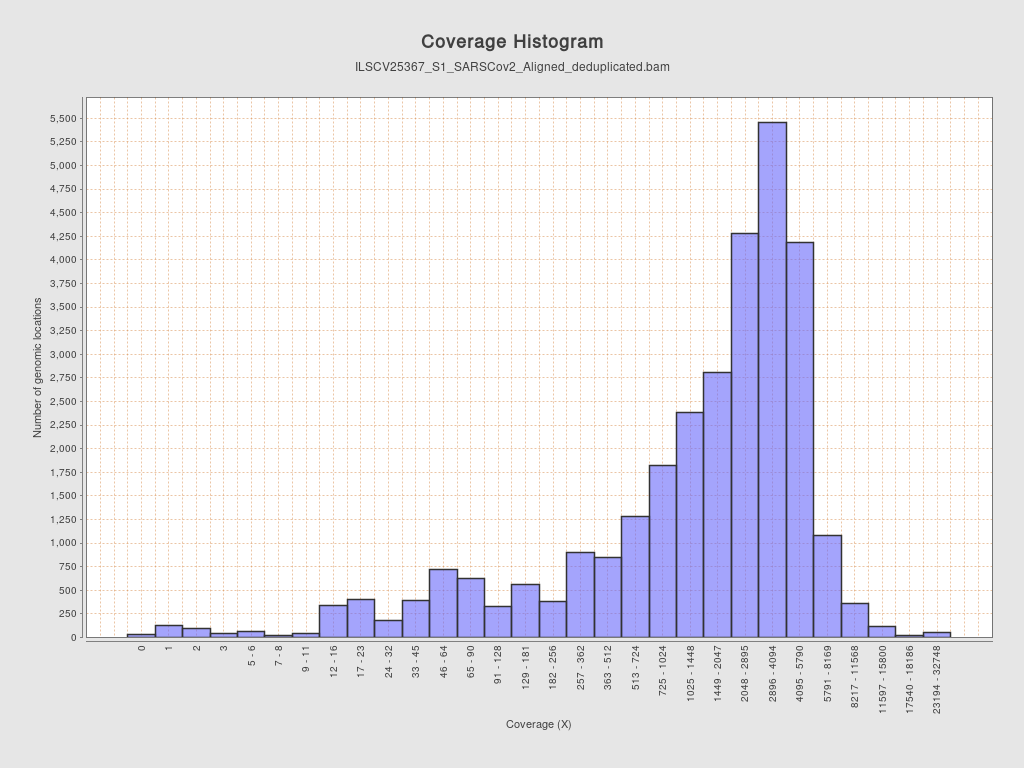 Coverage Histogram
ILSCV25367_S1_SARSCov2_Aligned_deduplicated.bam
5,500
5,250
5,000
4,750
4,500
4,250
4,000
3,750
3,500
3,250
3,000
2,750
2,500
2,250
2,000
1,750
1,500
1,250
1,000
750
500
250
0
Number of genomic locations
0
1
2
3
5 - 6
7 - 8
9 - 11
12 - 16
17 - 23
24 - 32
33 - 45
46 - 64
65 - 90
91 - 128
129 - 181
182 - 256
257 - 362
363 - 512
513 - 724
725 - 1024
1025 - 1448
1449 - 2047
2048 - 2895
2896 - 4094
4095 - 5790
5791 - 8169
8217 - 11568
11597 - 15800
17540 - 18186
23194 - 32748
Coverage (X)